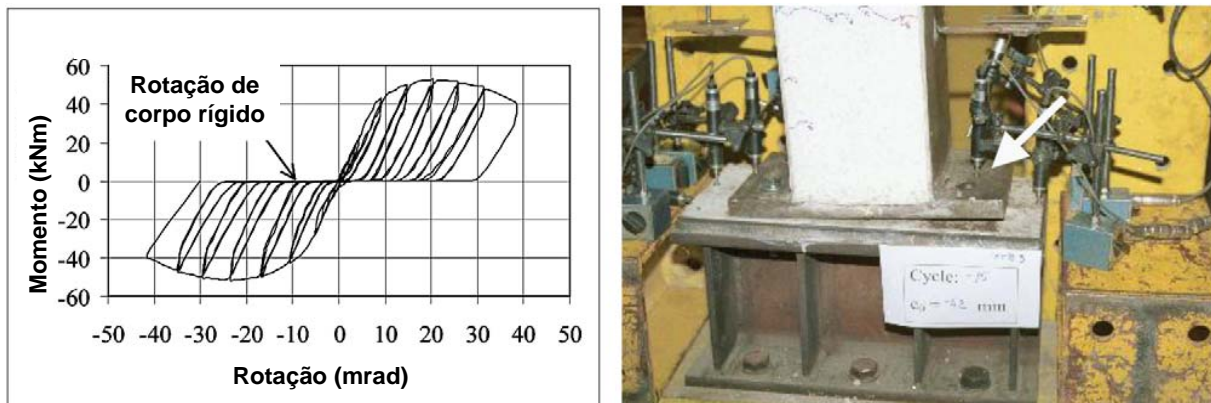 Rotação de
corpo rígido
Momento (kNm)
60
40
20
0
-20
-40
-60
-50 -40 -30 -20 -10 0 10 20 30 40 50
Rotação (mrad)
Cycle:
mm